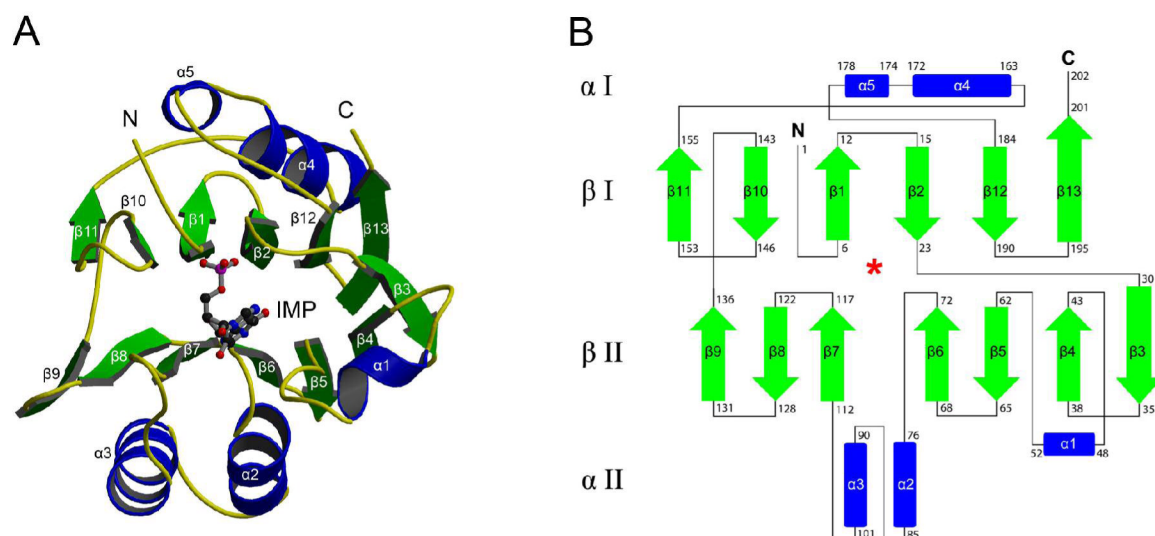 A
α5
N
C
α4
β10
β1
β12
β13
β11
β2
β3
IMP
β4
β8
β7
β6
α1
β9
β5
α3
α2
B
α I
178 174 172 163
α5 α4
C
202
201
β I
155 143 N 12 15 184
1
β11 β10 β1 β2 β12 β13
153 146 6 23 190 195
*
30
β II
136 122 117 72 62 43
β9 β8 β7 β6 β5 β4 β3
131 128 112 68 65 38 35
52 α1 48
α II
90 76
α3 α2
101 85